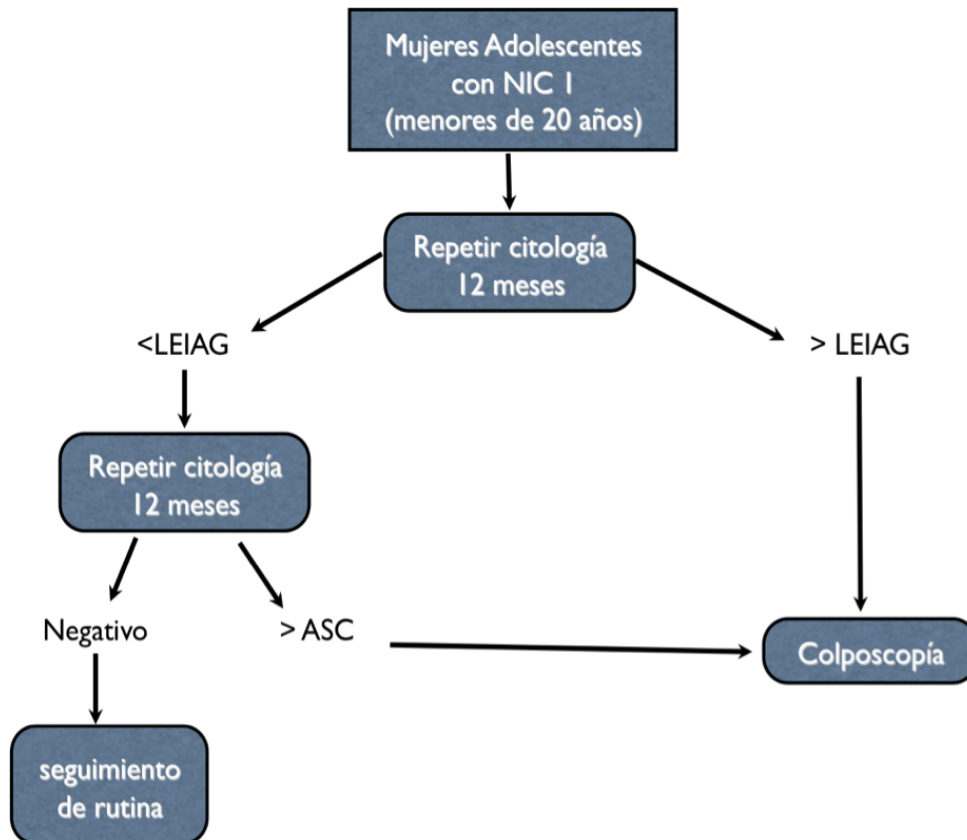 Mujeres Adolescentes
con NIC 1
(menores de 20 años)
Repetir citología
12 meses
<LEIAG
> LEIAG
Repetir citología
12 meses
Negativo
> ASC
Colposcopía
seguimiento
de rutina